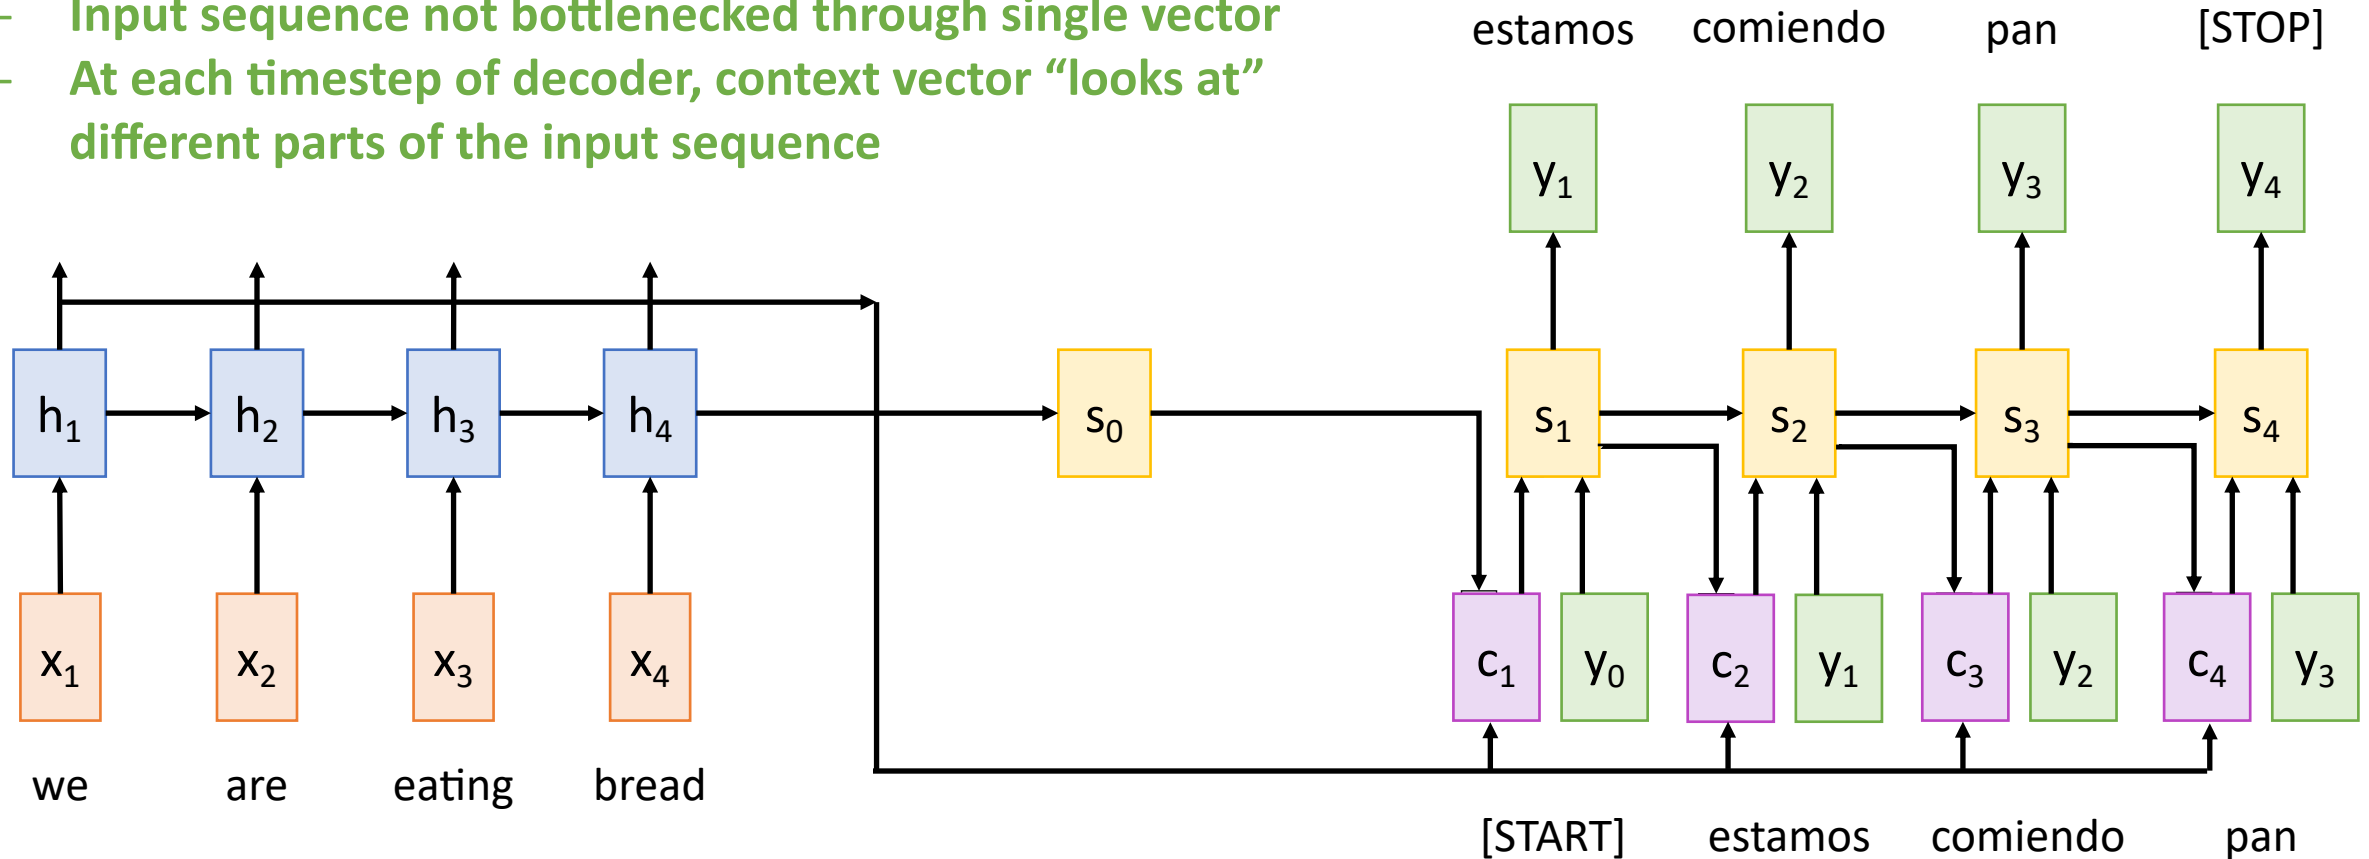 - Input sequence not bottlenecked through single vector
- At each timestep of decoder, context vector “looks at”
different parts of the input sequence
estamos comiendo pan [STOP]
y₁ y₂ y₃ y₄
h₁ h₂ h₃ h₄ s₀ s₁ s₂ s₃ s₄
x₁ x₂ x₃ x₄ c₁ y₀ c₂ y₁ c₃ y₂ c₄ y₃
we are eating bread
[START] estamos comiendo pan